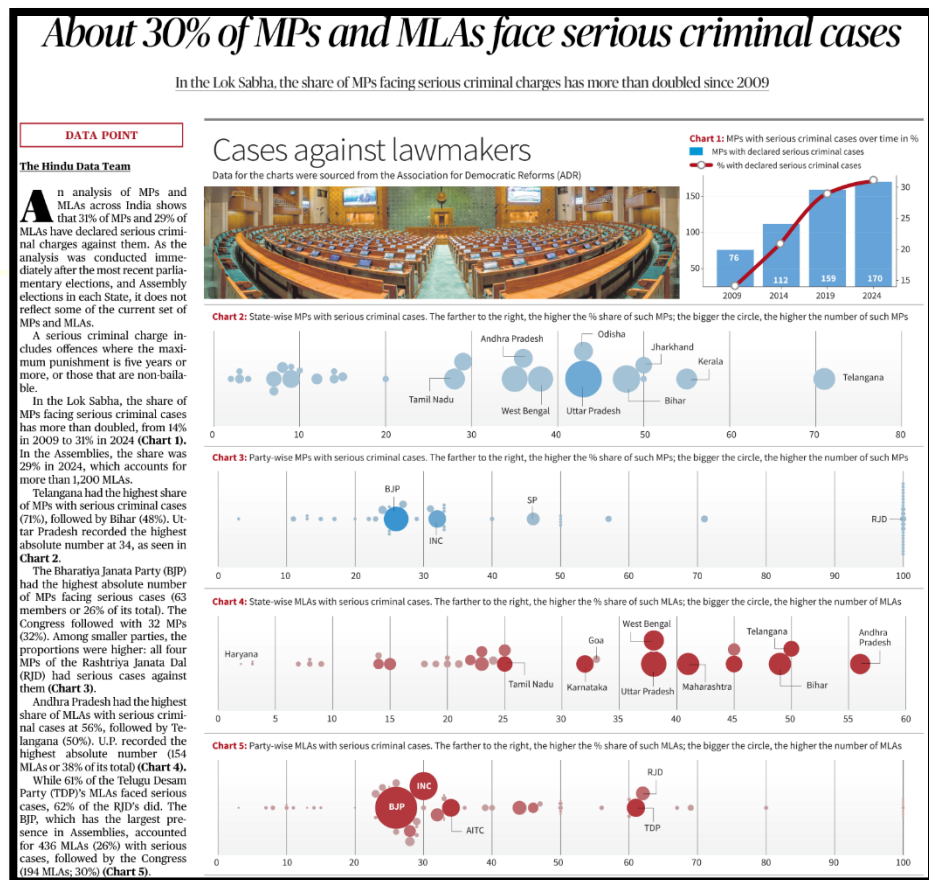 About 30% of MPs and MLAs face serious criminal cases
In the Lok Sabha, the share of MPs facing serious criminal charges has more than doubled since 2009
DATA POINT
The Hindu Data Team
An analysis of MPs and
MLAs across India shows
that 31% of MPs and 29% of
MLAs have declared serious crimi-
nal charges against them. As the
analysis was conducted imme-
diately after the most recent parlia-
mentary elections, and Assembly
elections in each State, it does not
reflect some of the current set of
MPs and MLAs.
A serious criminal charge in-
cludes offences where the maxi-
mum punishment is five years or
more, or those that are non-baila-
ble.
In the Lok Sabha, the share of
MPs facing serious criminal cases
has more than doubled, from 14%
in 2009 to 31% in 2024 (Chart 1).
In the Assemblies, the share was
29% in 2024, which accounts for
more than 1,200 MLAs.
Telangana had the highest share
of MPs with serious criminal cases
(71%), followed by Bihar (48%). Ut-
tar Pradesh recorded the highest
absolute number at 34, as seen in
Chart 2.
The Bharatiya Janata Party (BJP)
had the highest absolute number
of MPs facing serious cases (63
members or 26% of its total). The
Congress followed with 32 MPs
(32%). Among smaller parties, the
proportions were higher: all four
MPs of the Rashtriya Janata Dal
(RJD) had serious cases against
them (Chart 3).
Andhra Pradesh had the highest
share of MLAs with serious crimi-
nal cases at 56%, followed by Te-
langana (50%). U.P. recorded the
highest absolute number (154
MLAs or 38% of its total) (Chart 4).
While 61% of the Telugu Desam
Party (TDP)'s MLAs faced serious
cases, 62% of the RJD's did. The
BJP, which has the largest pre-
sence in Assemblies, accounted
for 436 MLAs (26%) with serious
cases, followed by the Congress
(194 MLAs; 30%) (Chart 5).
Cases against lawmakers
Data for the charts were sourced from the Association for Democratic Reforms (ADR)
Chart 1: MPs with serious criminal cases over time in %
MPs with declared serious criminal cases
% with declared serious criminal cases
150
100
50
30
25
20
15
76
112
159
170
2009 2014 2019 2024
Chart 2: State-wise MPs with serious criminal cases. The farther to the right, the higher the % share of such MPs; the bigger the circle, the higher the number of such MPs
Odisha
Andhra Pradesh
Jharkhand
Kerala
Telangana
Tamil Nadu
West Bengal
Uttar Pradesh
Bihar
0 10 20 30 40 50 60 70 80
Chart 3: Party-wise MPs with serious criminal cases. The farther to the right, the higher the % share of such MPs; the bigger the circle, the higher the number of such MPs
BJP
SP
INC
RJD
0 10 20 30 40 50 60 70 80 90 100
Chart 4: State-wise MLAs with serious criminal cases. The farther to the right, the higher the % share of such MLAs; the bigger the circle, the higher the number of MLAs
West Bengal
Telangana
Andhra
Pradesh
Goa
Haryana
Tamil Nadu
Karnataka
Uttar Pradesh
Maharashtra
Bihar
0 5 10 15 20 25 30 35 40 45 50 55 60
Chart 5: Party-wise MLAs with serious criminal cases. The farther to the right, the higher the % share of such MLAs; the bigger the circle, the higher the number of MLAs
RJD
INC
BJP
AITC
TDP
0 10 20 30 40 50 60 70 80 90 100